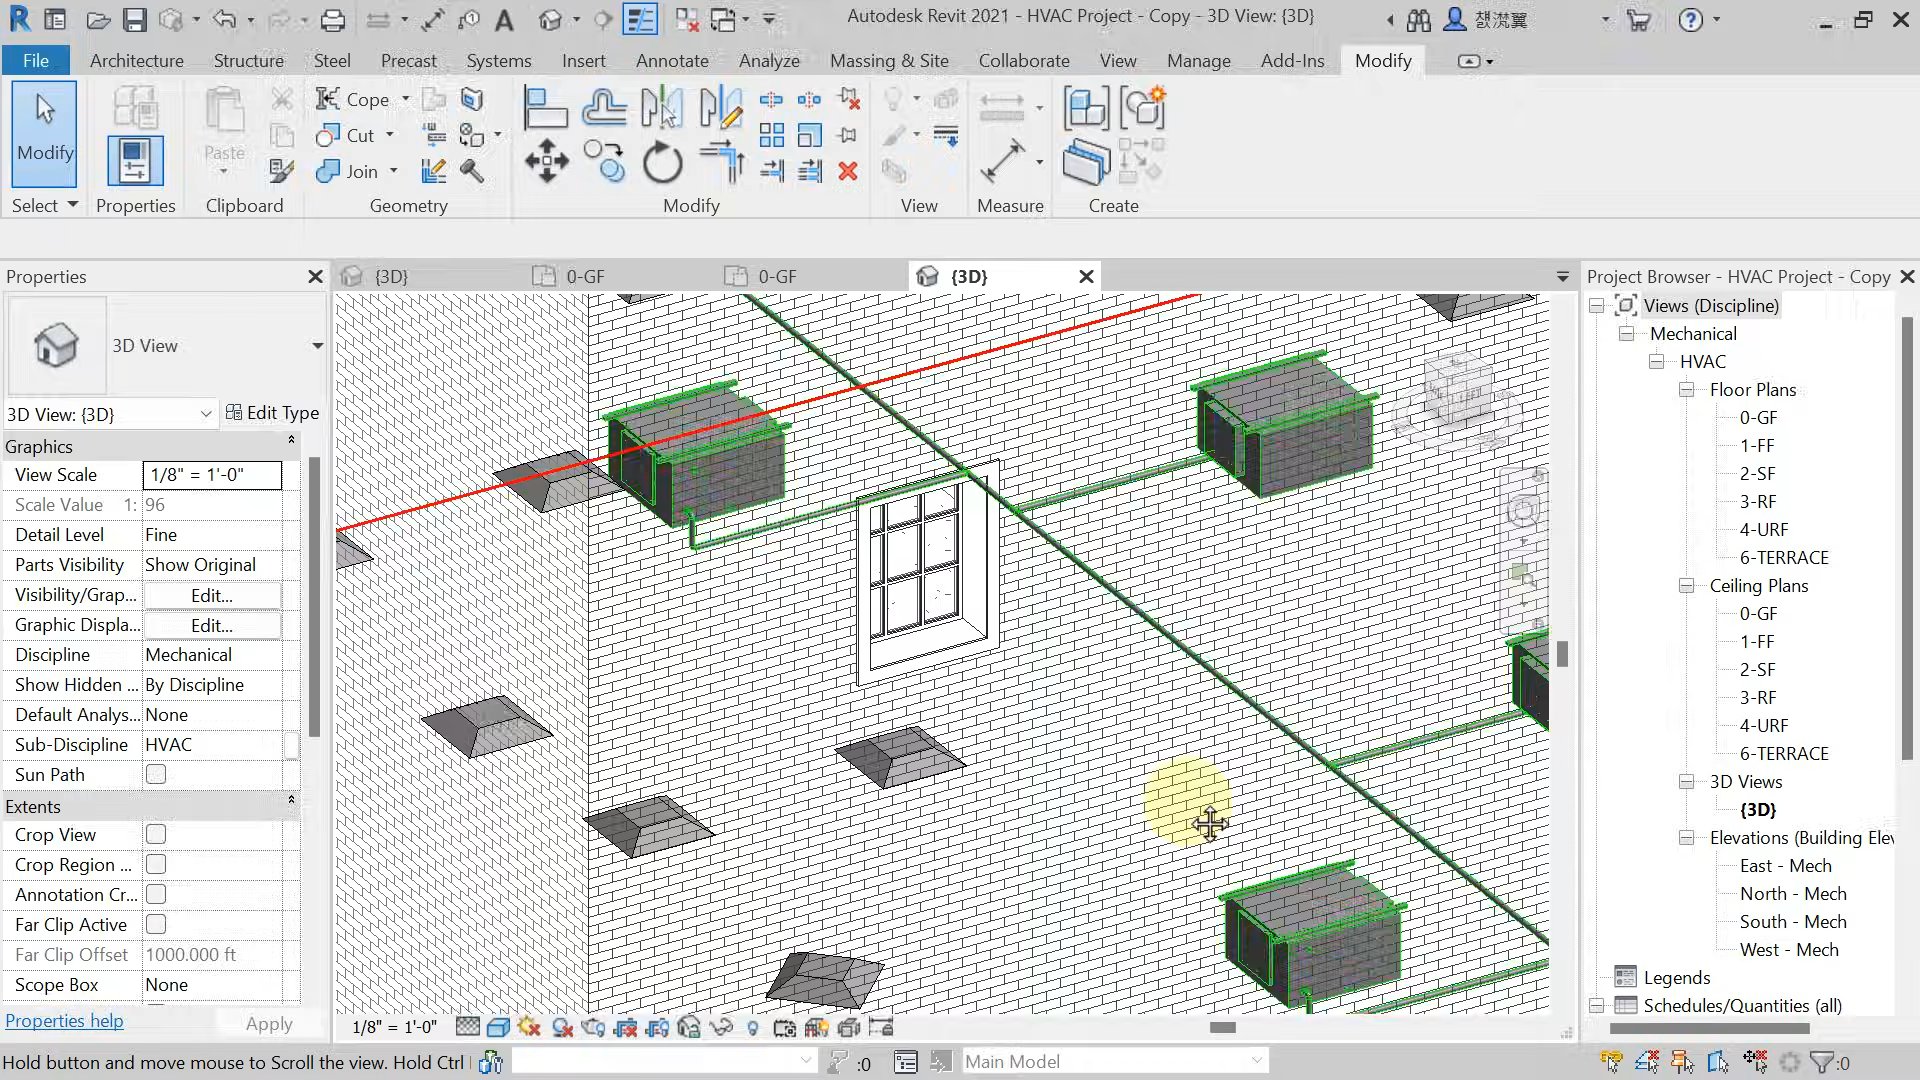 Autodesk Revit 2021 - HVAC Project - Copy - 3D View: {3D}
File Architecture Structure Steel Precast Systems Insert Annotate Analyze Massing & Site Collaborate View Manage Add-Ins Modify
Modify
Cope
Cut
Join
Paste
Select Properties Clipboard Geometry Modify View Measure Create
Properties
{3D}
0-GF
0-GF
{3D}
Project Browser - HVAC Project - Copy
3D View
3D View: {3D}
Edit Type
Graphics
View Scale 1/8" = 1'-0"
Scale Value 1: 96
Detail Level Fine
Parts Visibility Show Original
Visibility/Grap... Edit...
Graphic Displa... Edit...
Discipline Mechanical
Show Hidden ... By Discipline
Default Analys... None
Sub-Discipline HVAC
Sun Path
Extents
Crop View
Crop Region ...
Annotation Cr...
Far Clip Active
Far Clip Offset 1000.000 ft
Scope Box None
Properties help
Apply
LEFT
Views (Discipline)
Mechanical
HVAC
Floor Plans
0-GF
1-FF
2-SF
3-RF
4-URF
6-TERRACE
Ceiling Plans
0-GF
1-FF
2-SF
3-RF
4-URF
6-TERRACE
3D Views
{3D}
Elevations (Building Elev
East - Mech
North - Mech
South - Mech
West - Mech
Legends
Schedules/Quantities (all)
1/8" = 1'-0"
Hold button and move mouse to Scroll the view. Hold Ctrl
:0
Main Model
:0